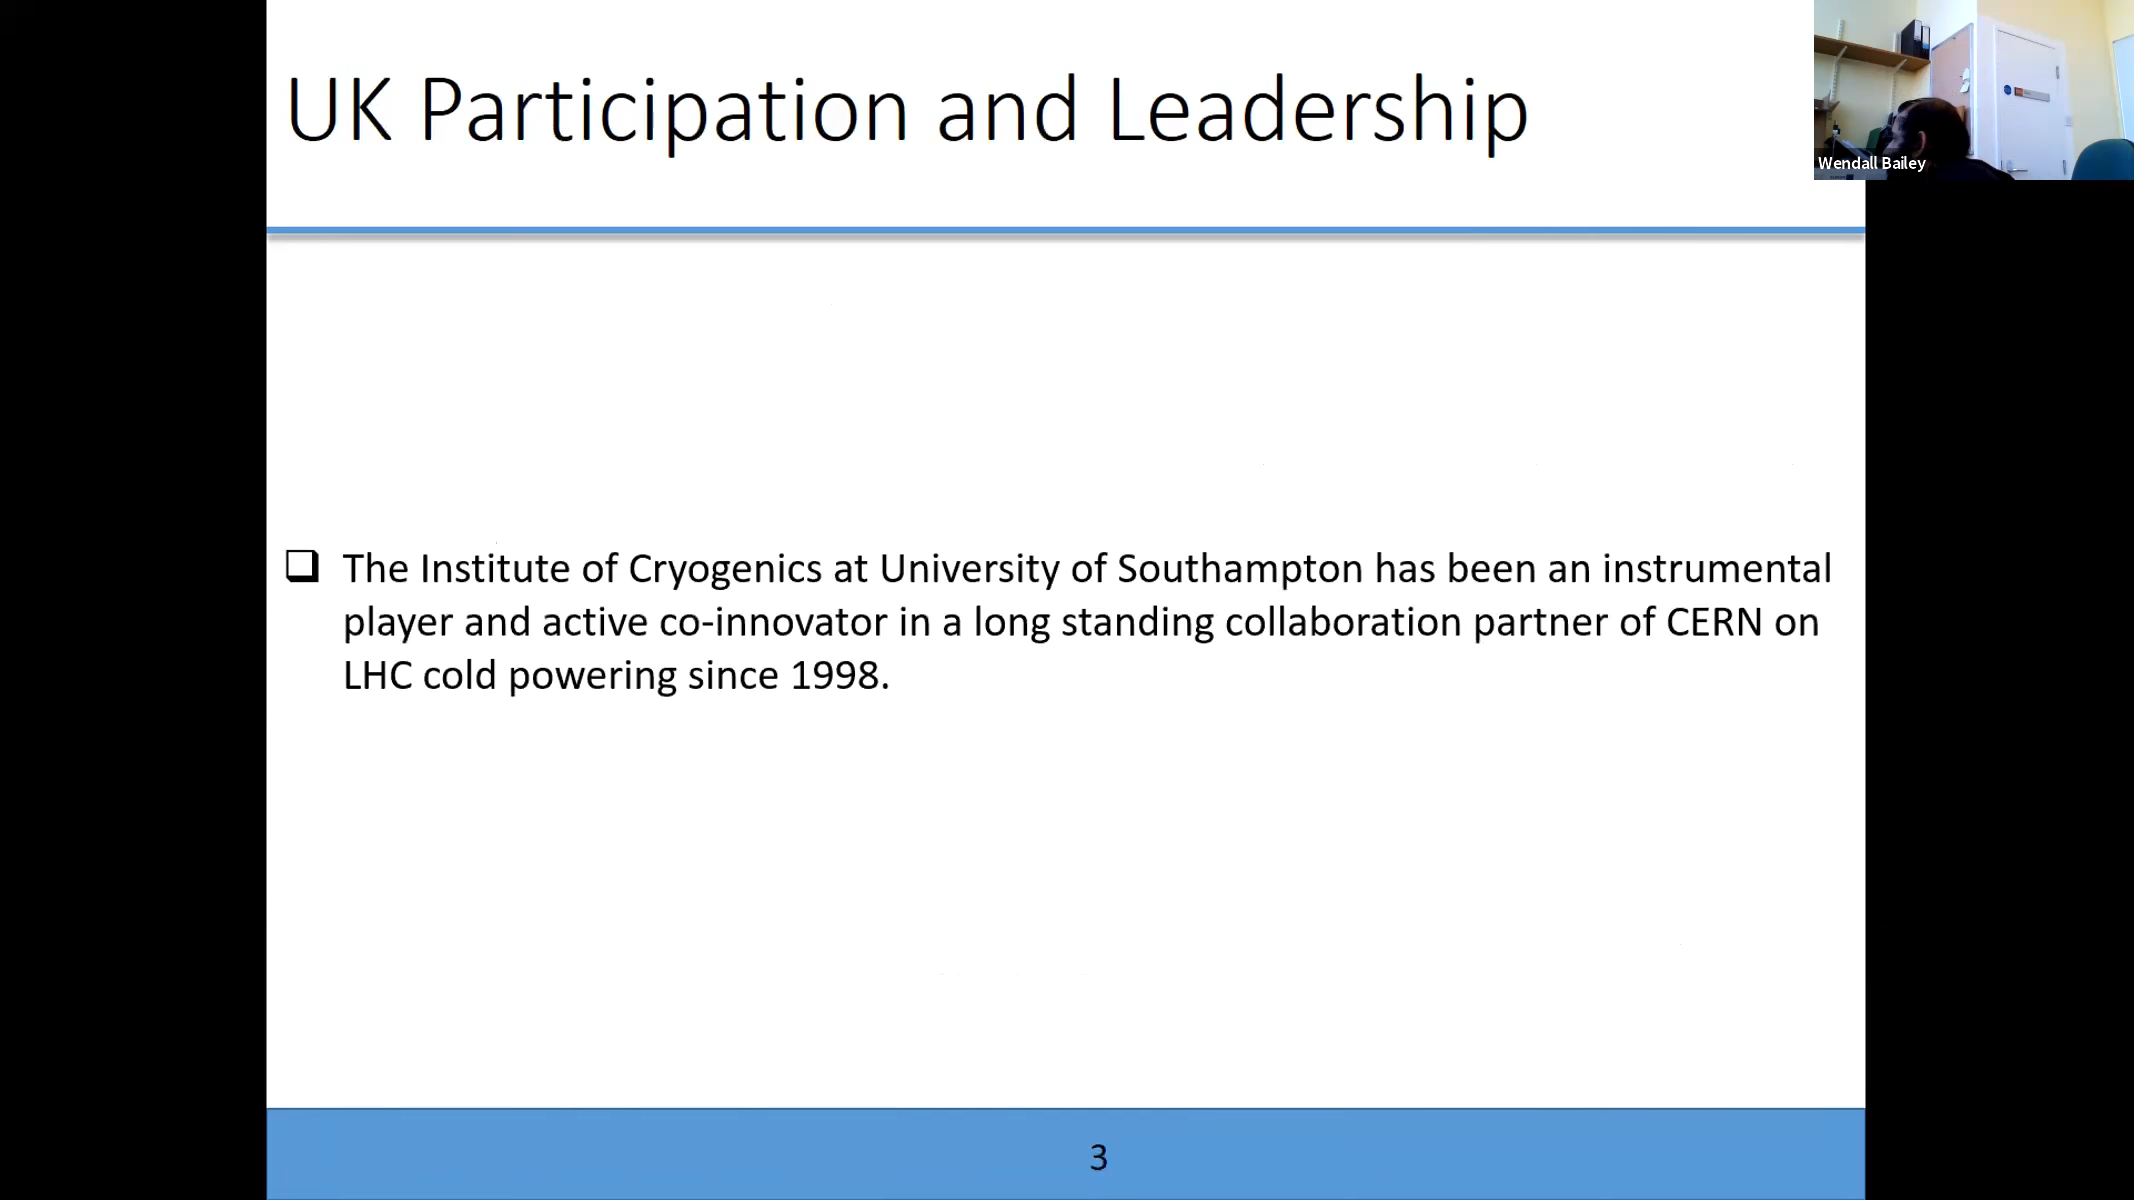 UK Participation and Leadership
Wendall Bailey
❑ The Institute of Cryogenics at University of Southampton has been an instrumental
player and active co-innovator in a long standing collaboration partner of CERN on
LHC cold powering since 1998.
3